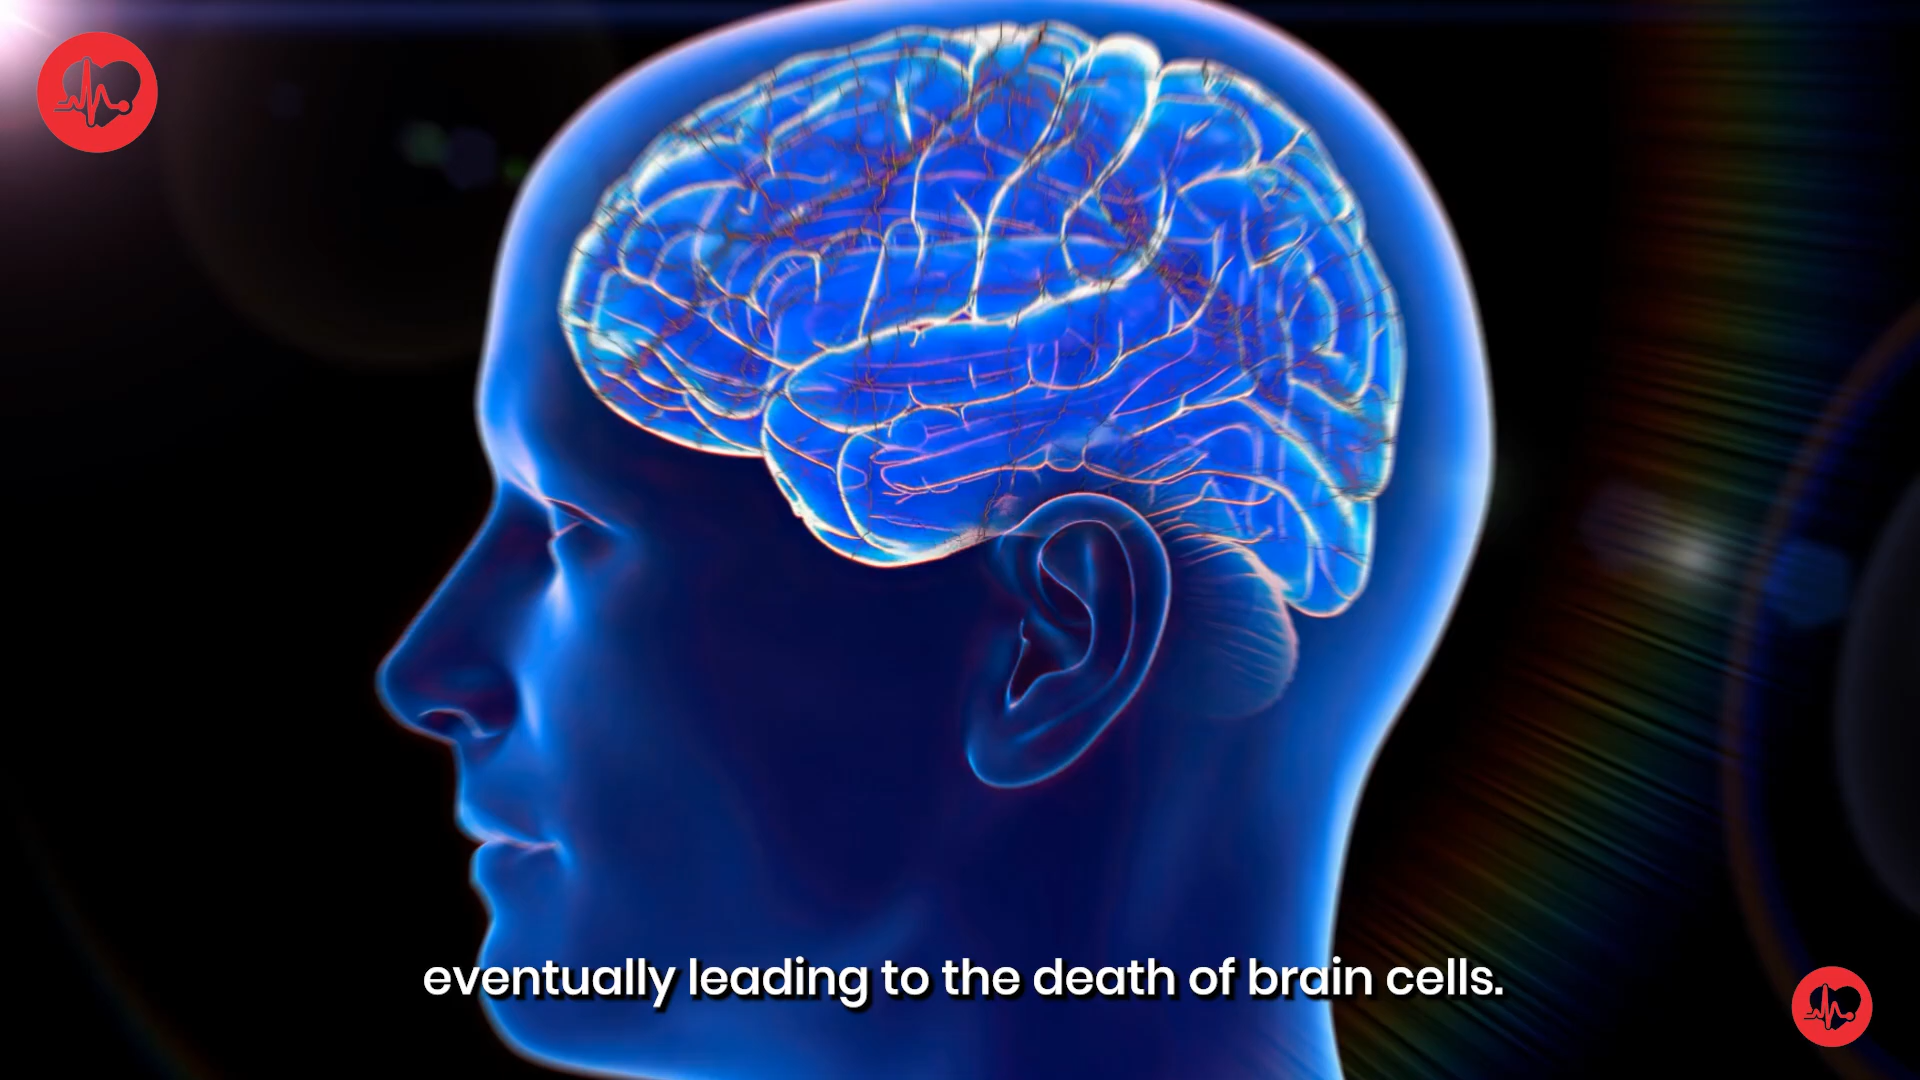 eventually leading to the death of brain cells.